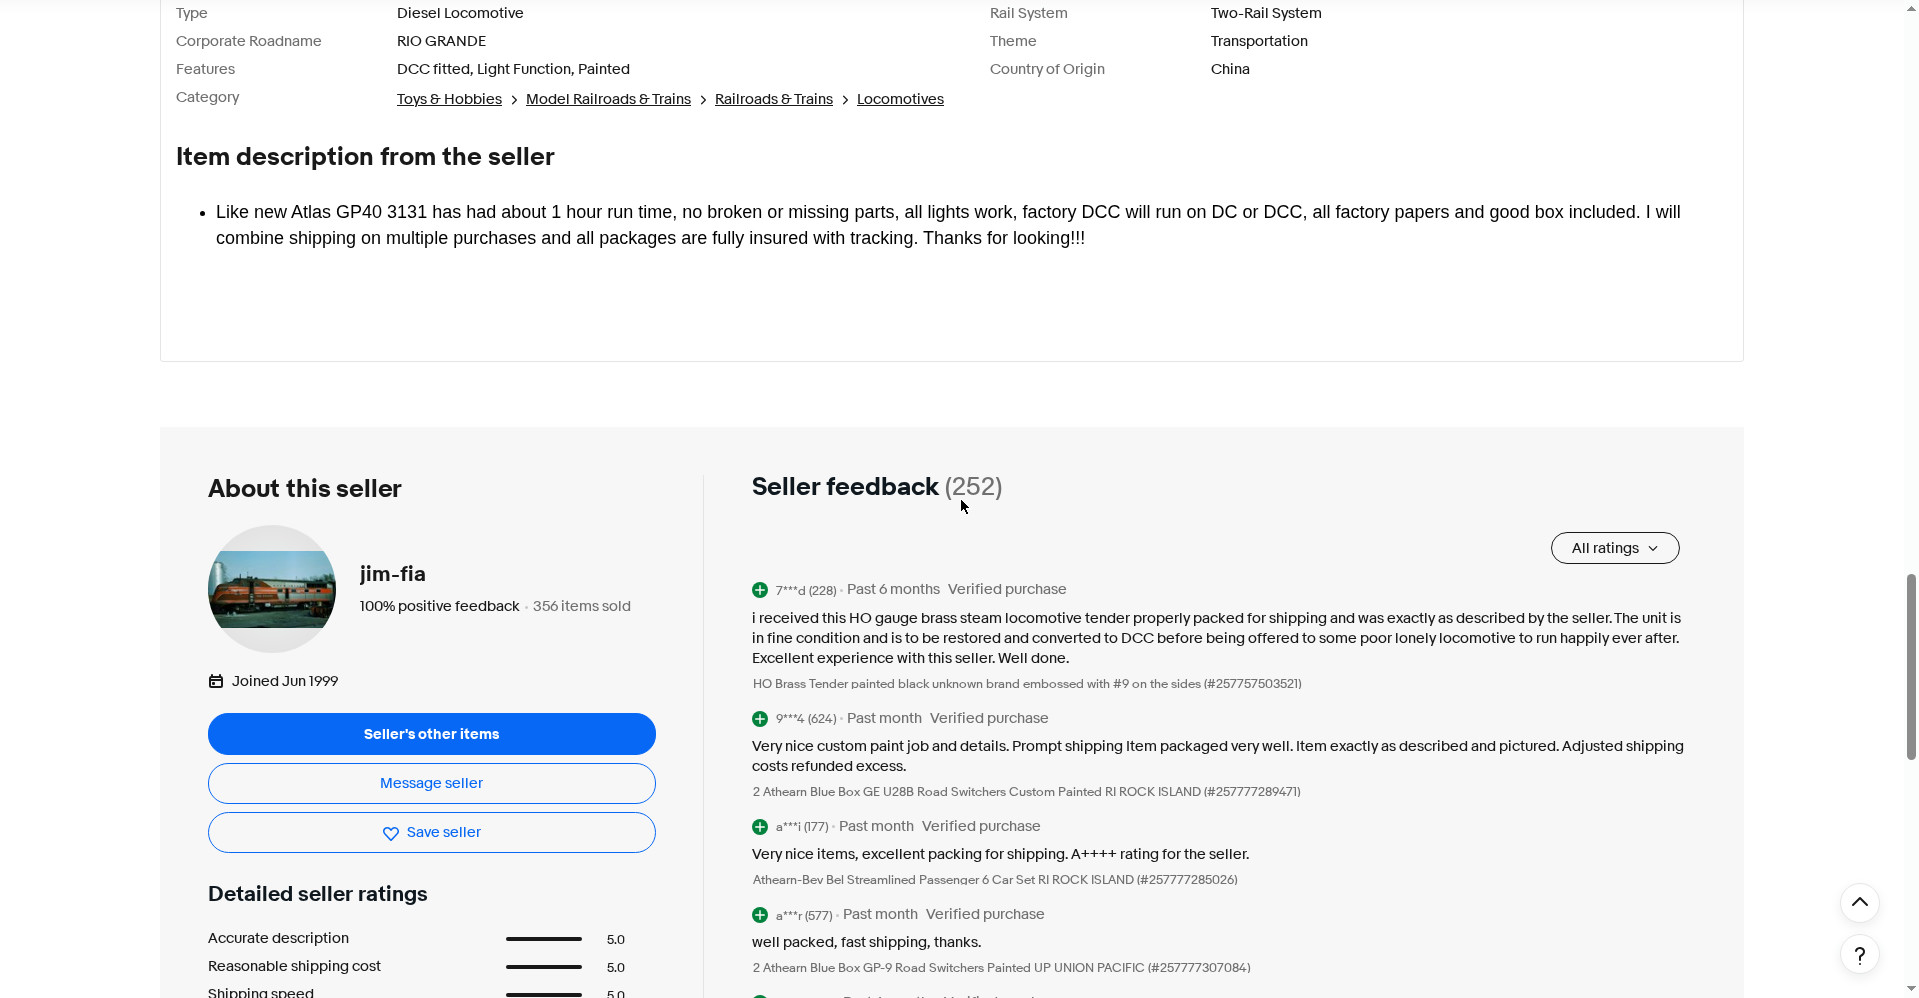 Type Diesel Locomotive Rail System Two-Rail System
Corporate Roadname RIO GRANDE Theme Transportation
Features DCC fitted, Light Function, Painted Country of Origin China
Category Toys & Hobbies > Model Railroads & Trains > Railroads & Trains > Locomotives
Item description from the seller
• Like new Atlas GP40 3131 has had about 1 hour run time, no broken or missing parts, all lights work, factory DCC will run on DC or DCC, all factory papers and good box included. I will
combine shipping on multiple purchases and all packages are fully insured with tracking. Thanks for looking!!!
About this seller
jim-fia
100% positive feedback • 356 items sold
Joined Jun 1999
Seller's other items
Message seller
Save seller
Detailed seller ratings
Accurate description 5.0
Reasonable shipping cost 5.0
Shipping speed 5.0
Seller feedback (252)
All ratings
7***d (228) • Past 6 months Verified purchase
i received this HO gauge brass steam locomotive tender properly packed for shipping and was exactly as described by the seller. The unit is
in fine condition and is to be restored and converted to DCC before being offered to some poor lonely locomotive to run happily ever after.
Excellent experience with this seller. Well done.
HO Brass Tender painted black unknown brand embossed with #9 on the sides (#257757503521)
9***4 (624) • Past month Verified purchase
Very nice custom paint job and details. Prompt shipping Item packaged very well. Item exactly as described and pictured. Adjusted shipping
costs refunded excess.
2 Athearn Blue Box GE U28B Road Switchers Custom Painted RI ROCK ISLAND (#257777289471)
a***i (177) • Past month Verified purchase
Very nice items, excellent packing for shipping. A++++ rating for the seller.
Athearn-Bev Bel Streamlined Passenger 6 Car Set RI ROCK ISLAND (#257777285026)
a***r (577) • Past month Verified purchase
well packed, fast shipping, thanks.
2 Athearn Blue Box GP-9 Road Switchers Painted UP UNION PACIFIC (#257777307084)
?